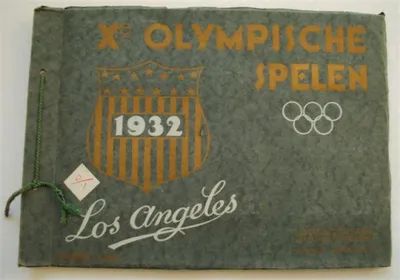 Xe OLYMPISCHE
SPELEN
1932
Los Angeles